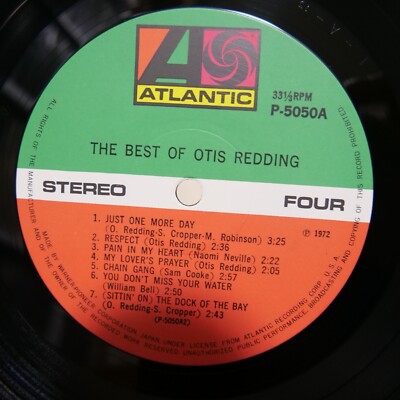 A
ATLANTIC
33⅓RPM
P-5050A
THE BEST OF OTIS REDDING
STEREO
FOUR
1. JUST ONE MORE DAY
(O. Redding-S. Cropper-M. Robinson) 3:25
2. RESPECT (Otis Redding) 2:36
3. PAIN IN MY HEART (Naomi Neville) 2:22
4. MY LOVER'S PRAYER (Otis Redding) 2:06
5. CHAIN GANG (Sam Cooke) 2:57
6. YOU DON'T MISS YOUR WATER
(William Bell) 2:50
7. (SITTIN' ON) THE DOCK OF THE BAY
(O. Redding-S. Cropper) 2:43
(P-5050A2)
℗ 1972
ALL RIGHTS OF THE MANUFACTURER AND OF THE OWNER OF THE RECORDED WORK RESERVED UNAUTHORIZED PUBLIC PERFORMANCE, BROADCASTING AND COPYING OF THIS RECORD PROHIBITED.
MADE BY WARNER-PIONEER CORPORATION, JAPAN UNDER LICENSE FROM ATLANTIC RECORDING CORP. U.S.A.